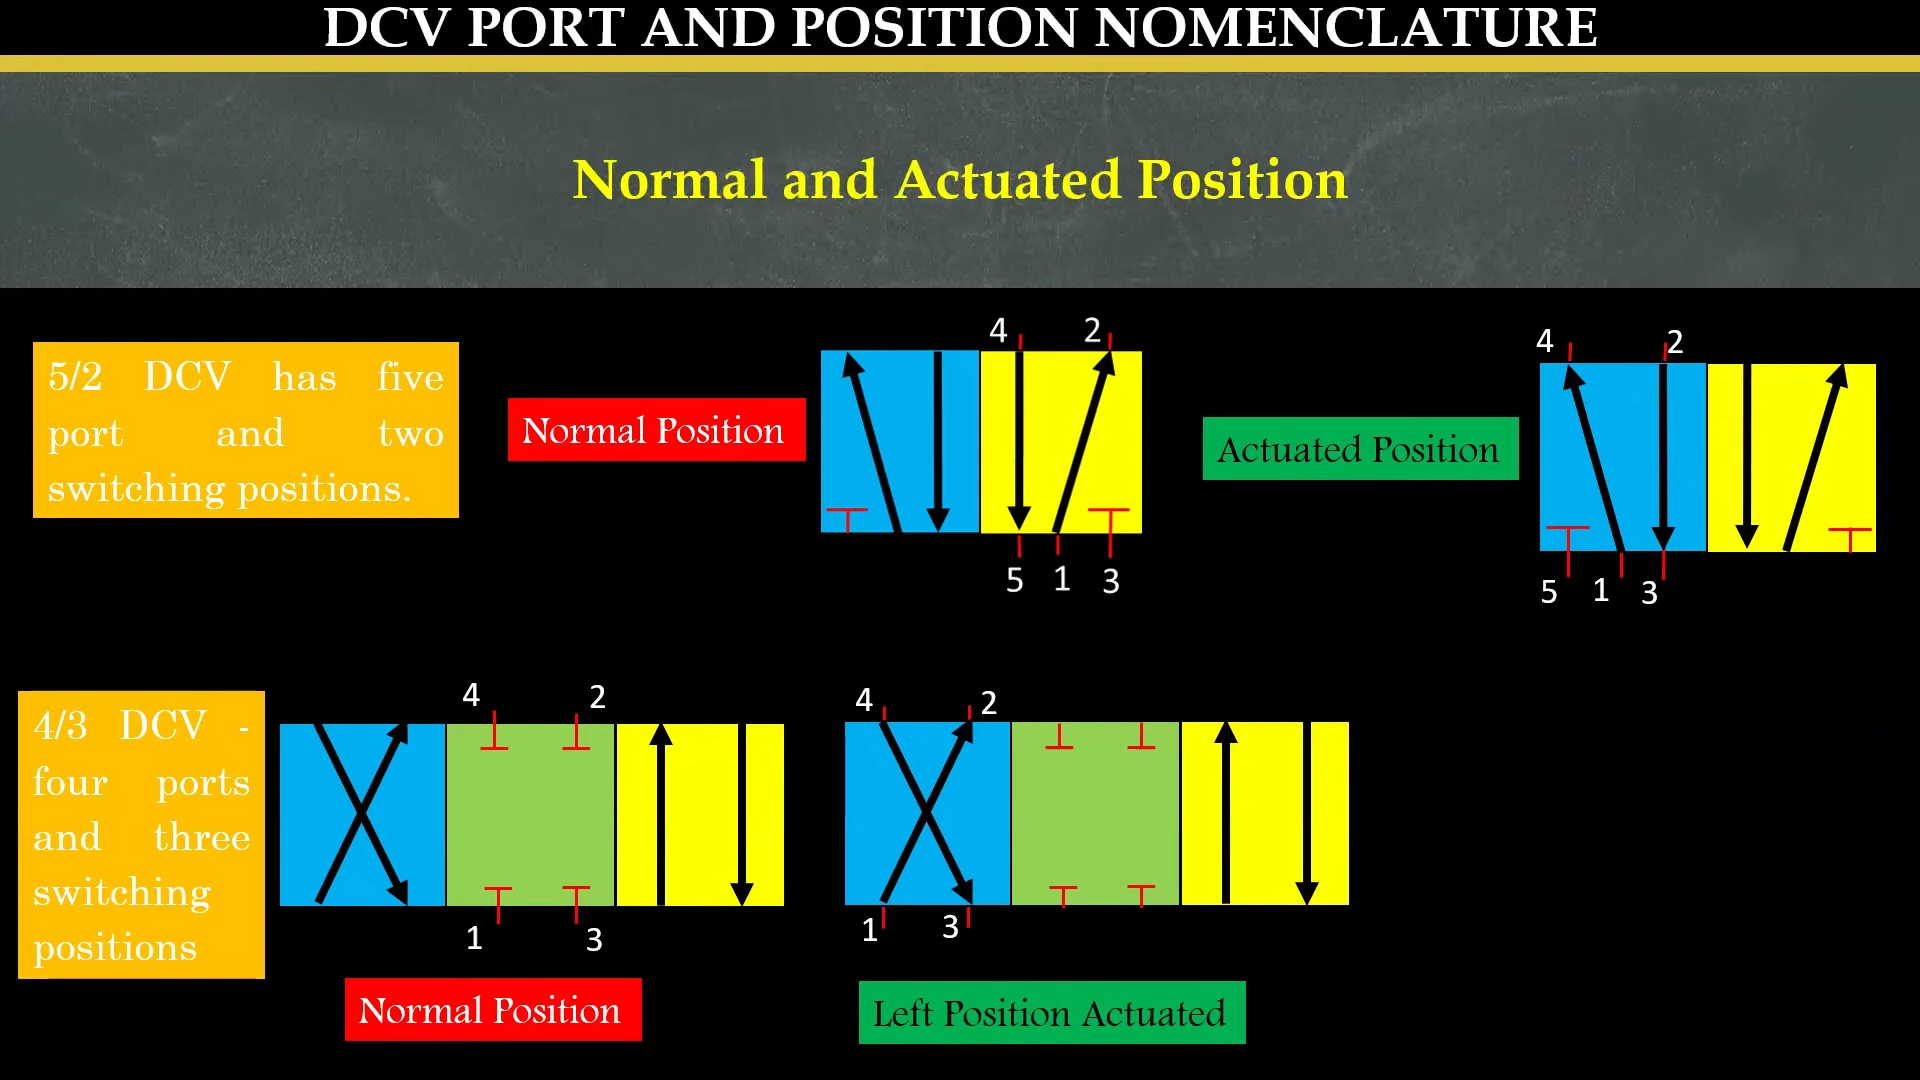 DCV PORT AND POSITION NOMENCLATURE
Normal and Actuated Position
5/2 DCV has five
port and two
switching positions.
Normal Position
4 2
5 1 3
Actuated Position
4 2
5 1 3
4/3 DCV -
four ports
and three
switching
positions
4 2
1 3
Normal Position
4 2
1 3
Left Position Actuated